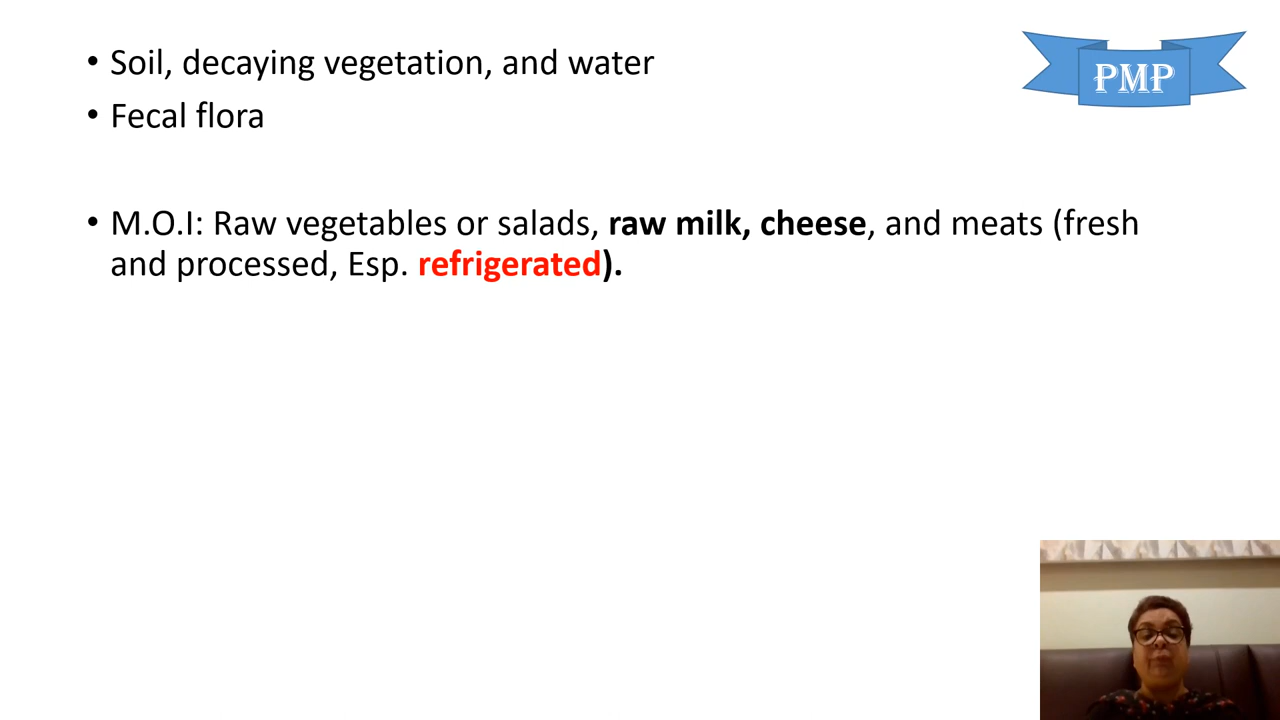 • Soil, decaying vegetation, and water
PMP
• Fecal flora
• M.O.I: Raw vegetables or salads, raw milk, cheese, and meats (fresh
and processed, Esp. refrigerated).